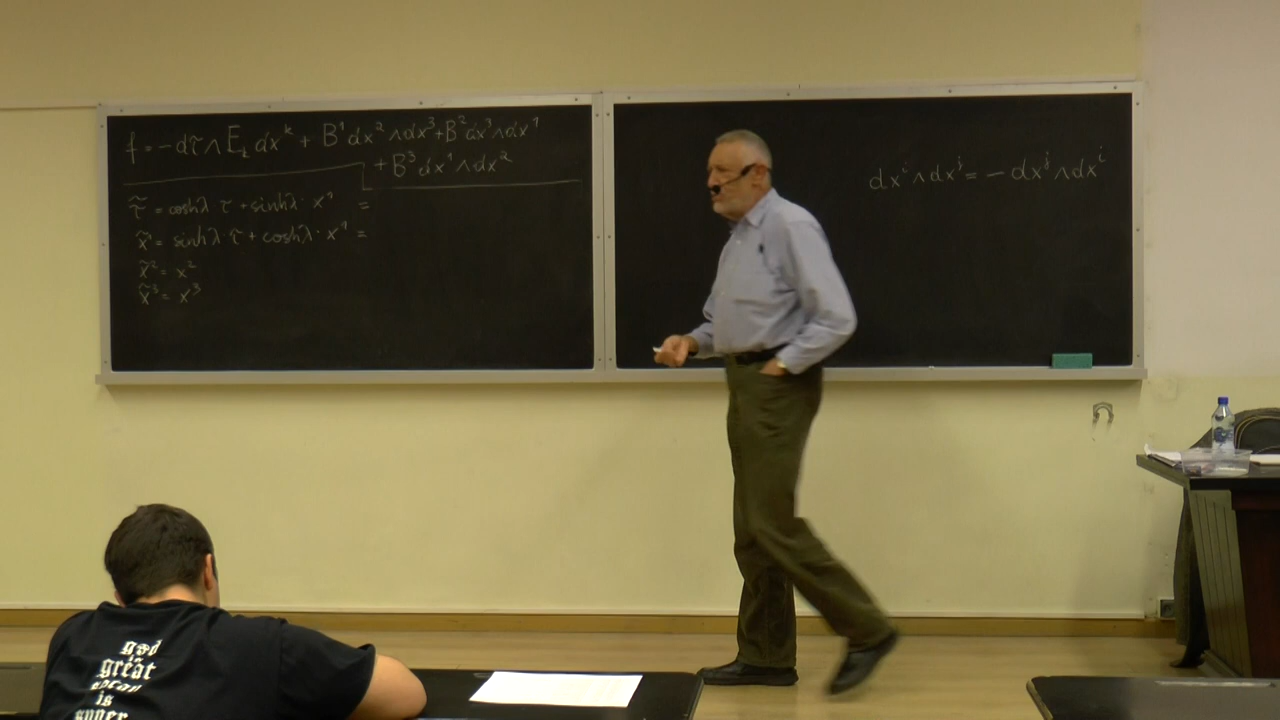 f = -dτ̃ ∧ E_k dx^k + B^1 dx^2 ∧ dx^3 + B^2 dx^3 ∧ dx^1
+ B^3 dx^1 ∧ dx^2
τ̃ = coshλ τ + sinhλ · x^1 =
x̃^1 = sinhλ · τ + coshλ · x^1 =
x̃^2 = x^2
x̃^3 = x^3
dx^i ∧ dx^j = - dx^j ∧ dx^i
god
great
is